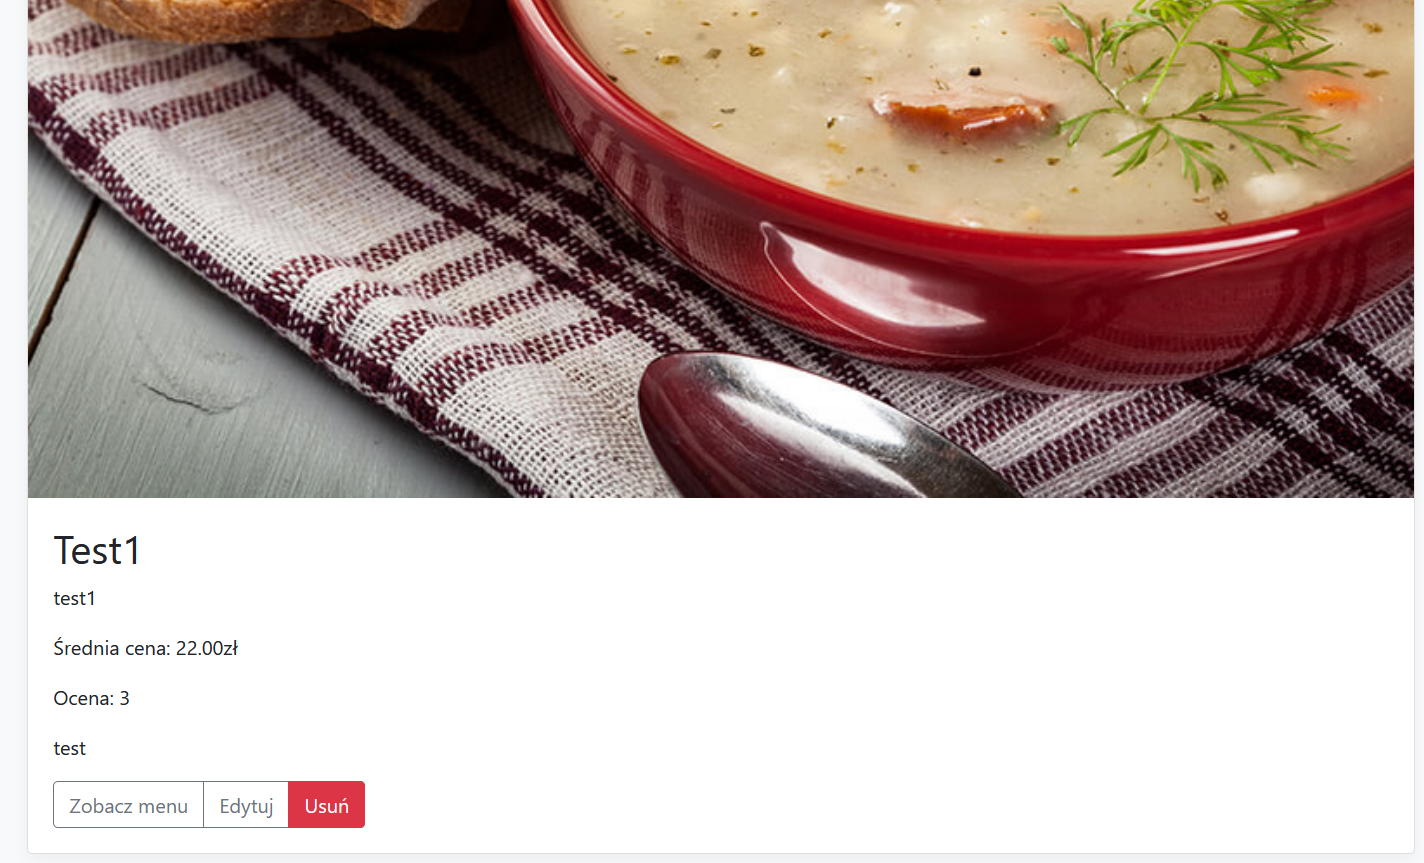 Test1
test1
Średnia cena: 22.00zł
Ocena: 3
test
Zobacz menu Edytuj Usuń